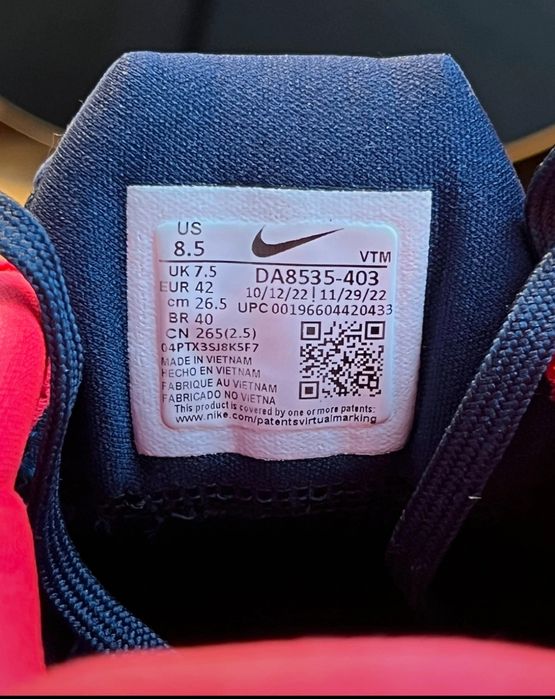 US
8.5
VTM
UK 7.5
DA8535-403
EUR 42
10/12/22 | 11/29/22
cm 26.5
UPC 00196604420433
BR 40
CN 265(2.5)
04PTX3SJ8K5F7
MADE IN VIETNAM
HECHO EN VIETNAM
FABRIQUE AU VIETNAM
FABRICADO NO VIETNA
This product is covered by one or more patents:
www.nike.com/patentsvirtualmarking